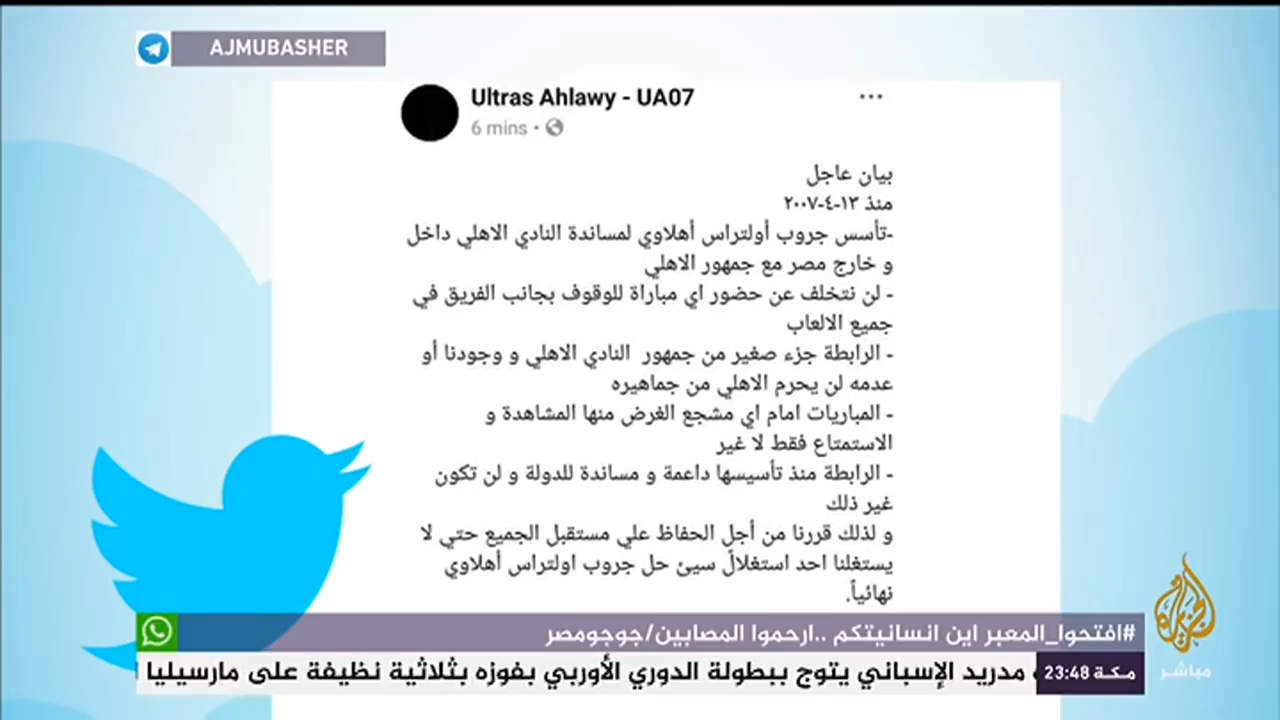 AJMUBASHER
Ultras Ahlawy - UA07
6 mins
بيان عاجل
منذ ١٣-٤-٢٠٠٧
-تأسس جروب أولتراس أهلاوي لمساندة النادي الاهلي داخل
و خارج مصر مع جمهور الاهلي
- لن نتخلف عن حضور اي مباراة للوقوف بجانب الفريق في
جميع الالعاب
- الرابطة جزء صغير من جمهور النادي الاهلي و وجودنا أو
عدمه لن يحرم الاهلي من جماهيره
- المباريات امام اي مشجع الغرض منها المشاهدة و
الاستمتاع فقط لا غير
- الرابطة منذ تأسيسها داعمة و مساندة للدولة و لن تكون
غير ذلك
و لذلك قررنا من أجل الحفاظ علي مستقبل الجميع حتي لا
يستغلنا احد استغلالً سيئ حل جروب اولتراس أهلاوي
نهائياً.
#افتحوا_المعبر اين انسانيتكم ..ارحموا المصابين/جوجومصر
مكة 23:48
مدريد الإسباني يتوج ببطولة الدوري الأوربي بفوزه بثلاثية نظيفة على مارسيليا
الجزيرة
مباشر